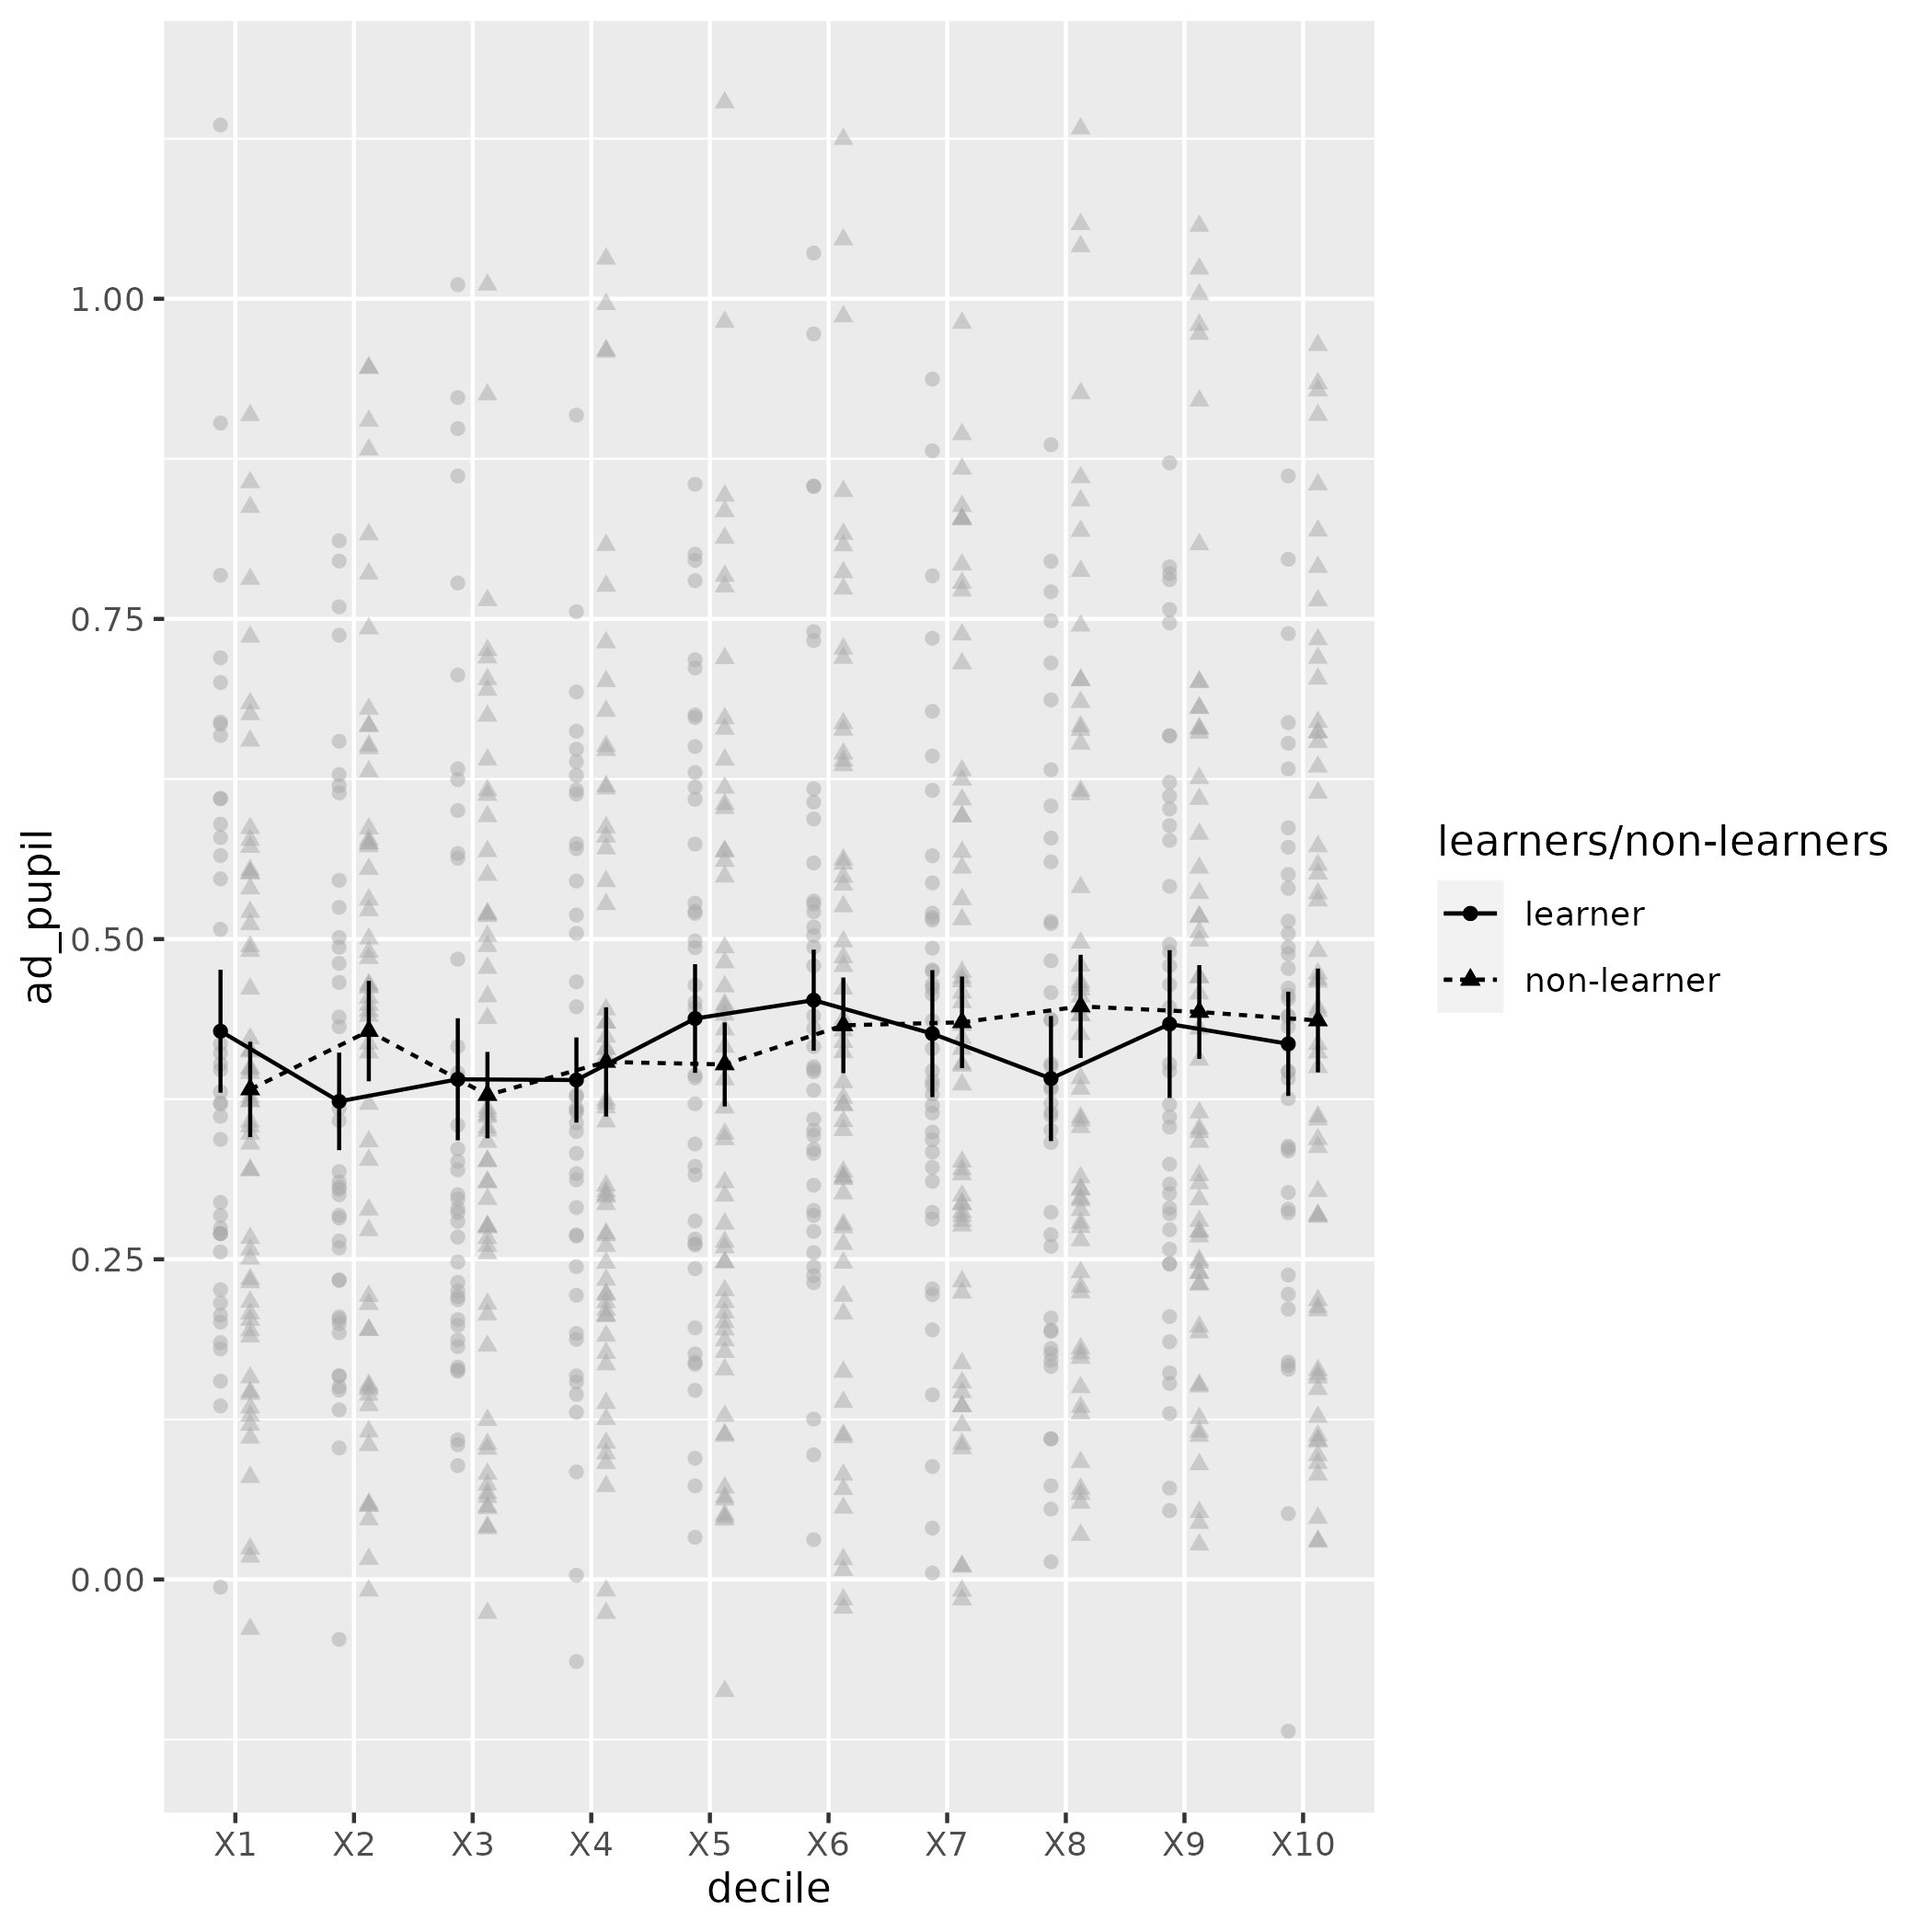 1.00
0.75
0.50
0.25
0.00
ad_pupil
X1 X2 X3 X4 X5 X6 X7 X8 X9 X10
decile
learners/non-learners
learner
non-learner